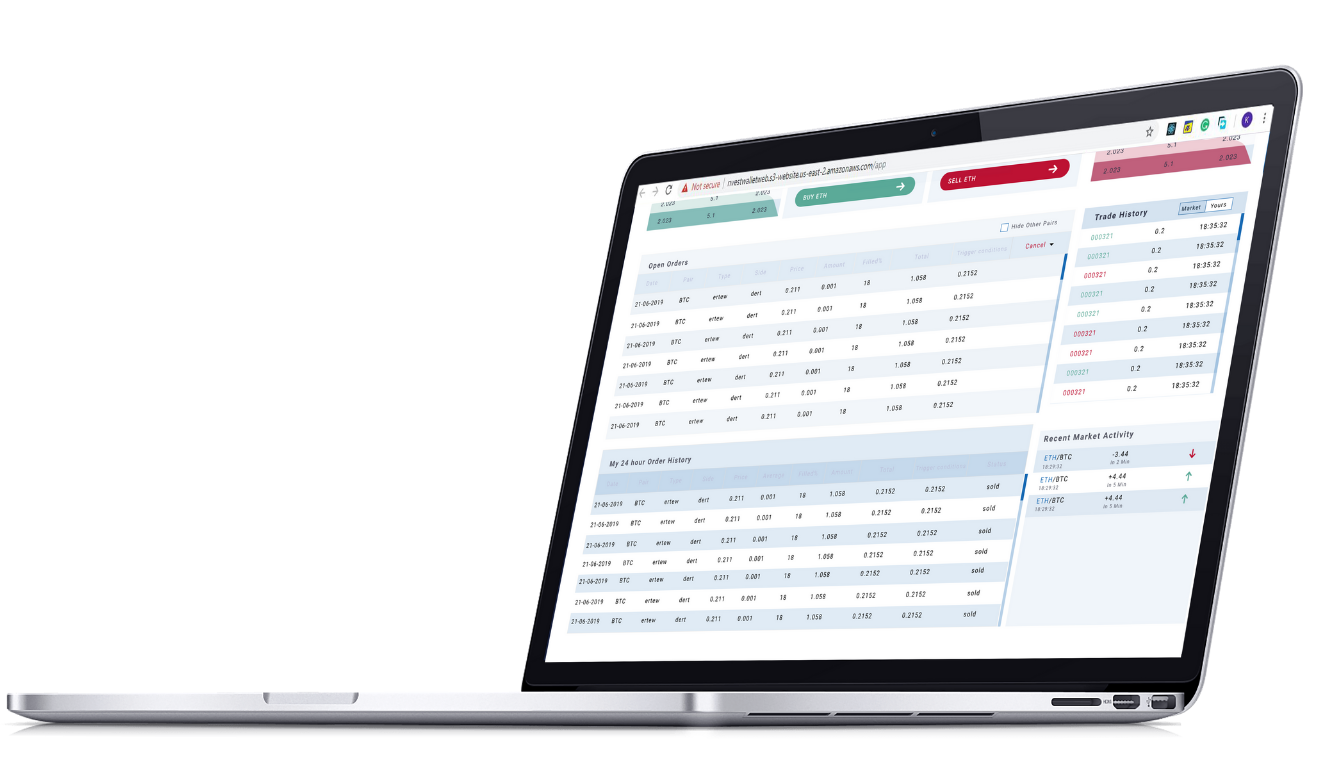 Not secure | nvestwalletweb.s3-website.us-east-2.amazonaws.com/app
K
2.023 5.1 2.023
2.023 5.1 2.023
BUY ETH
SELL ETH
2.023 5.1 2.023
2.023 5.1 2.023
Open Orders
Hide Other Pairs
Date Pair Type Side Price Amount Filled% Total Trigger conditions Cancel
21-06-2019 BTC ertew dert 0.211 0.001 18 1.058 0.2152
21-06-2019 BTC ertew dert 0.211 0.001 18 1.058 0.2152
21-06-2019 BTC ertew dert 0.211 0.001 18 1.058 0.2152
21-06-2019 BTC ertew dert 0.211 0.001 18 1.058 0.2152
21-06-2019 BTC ertew dert 0.211 0.001 18 1.058 0.2152
21-06-2019 BTC ertew dert 0.211 0.001 18 1.058 0.2152
21-06-2019 BTC ertew dert 0.211 0.001 18 1.058 0.2152
My 24 hour Order History
21-06-2019 BTC ertew dert 0.211 0.001 18 1.058 0.2152 0.2152 sold
21-06-2019 BTC ertew dert 0.211 0.001 18 1.058 0.2152 0.2152 sold
21-06-2019 BTC ertew dert 0.211 0.001 18 1.058 0.2152 0.2152 sold
21-06-2019 BTC ertew dert 0.211 0.001 18 1.058 0.2152 0.2152 sold
21-06-2019 BTC ertew dert 0.211 0.001 18 1.058 0.2152 0.2152 sold
21-06-2019 BTC ertew dert 0.211 0.001 18 1.058 0.2152 0.2152 sold
21-06-2019 BTC ertew dert 0.211 0.001 18 1.058 0.2152 0.2152 sold
Trade History Market Yours
000321 0.2 18:35:32
000321 0.2 18:35:32
000321 0.2 18:35:32
000321 0.2 18:35:32
000321 0.2 18:35:32
000321 0.2 18:35:32
000321 0.2 18:35:32
000321 0.2 18:35:32
000321 0.2 18:35:32
Recent Market Activity
ETH/BTC -3.44
18:29:32 In 2 Min
ETH/BTC +4.44
18:29:32 In 5 Min
ETH/BTC +4.44
18:29:32 In 5 Min